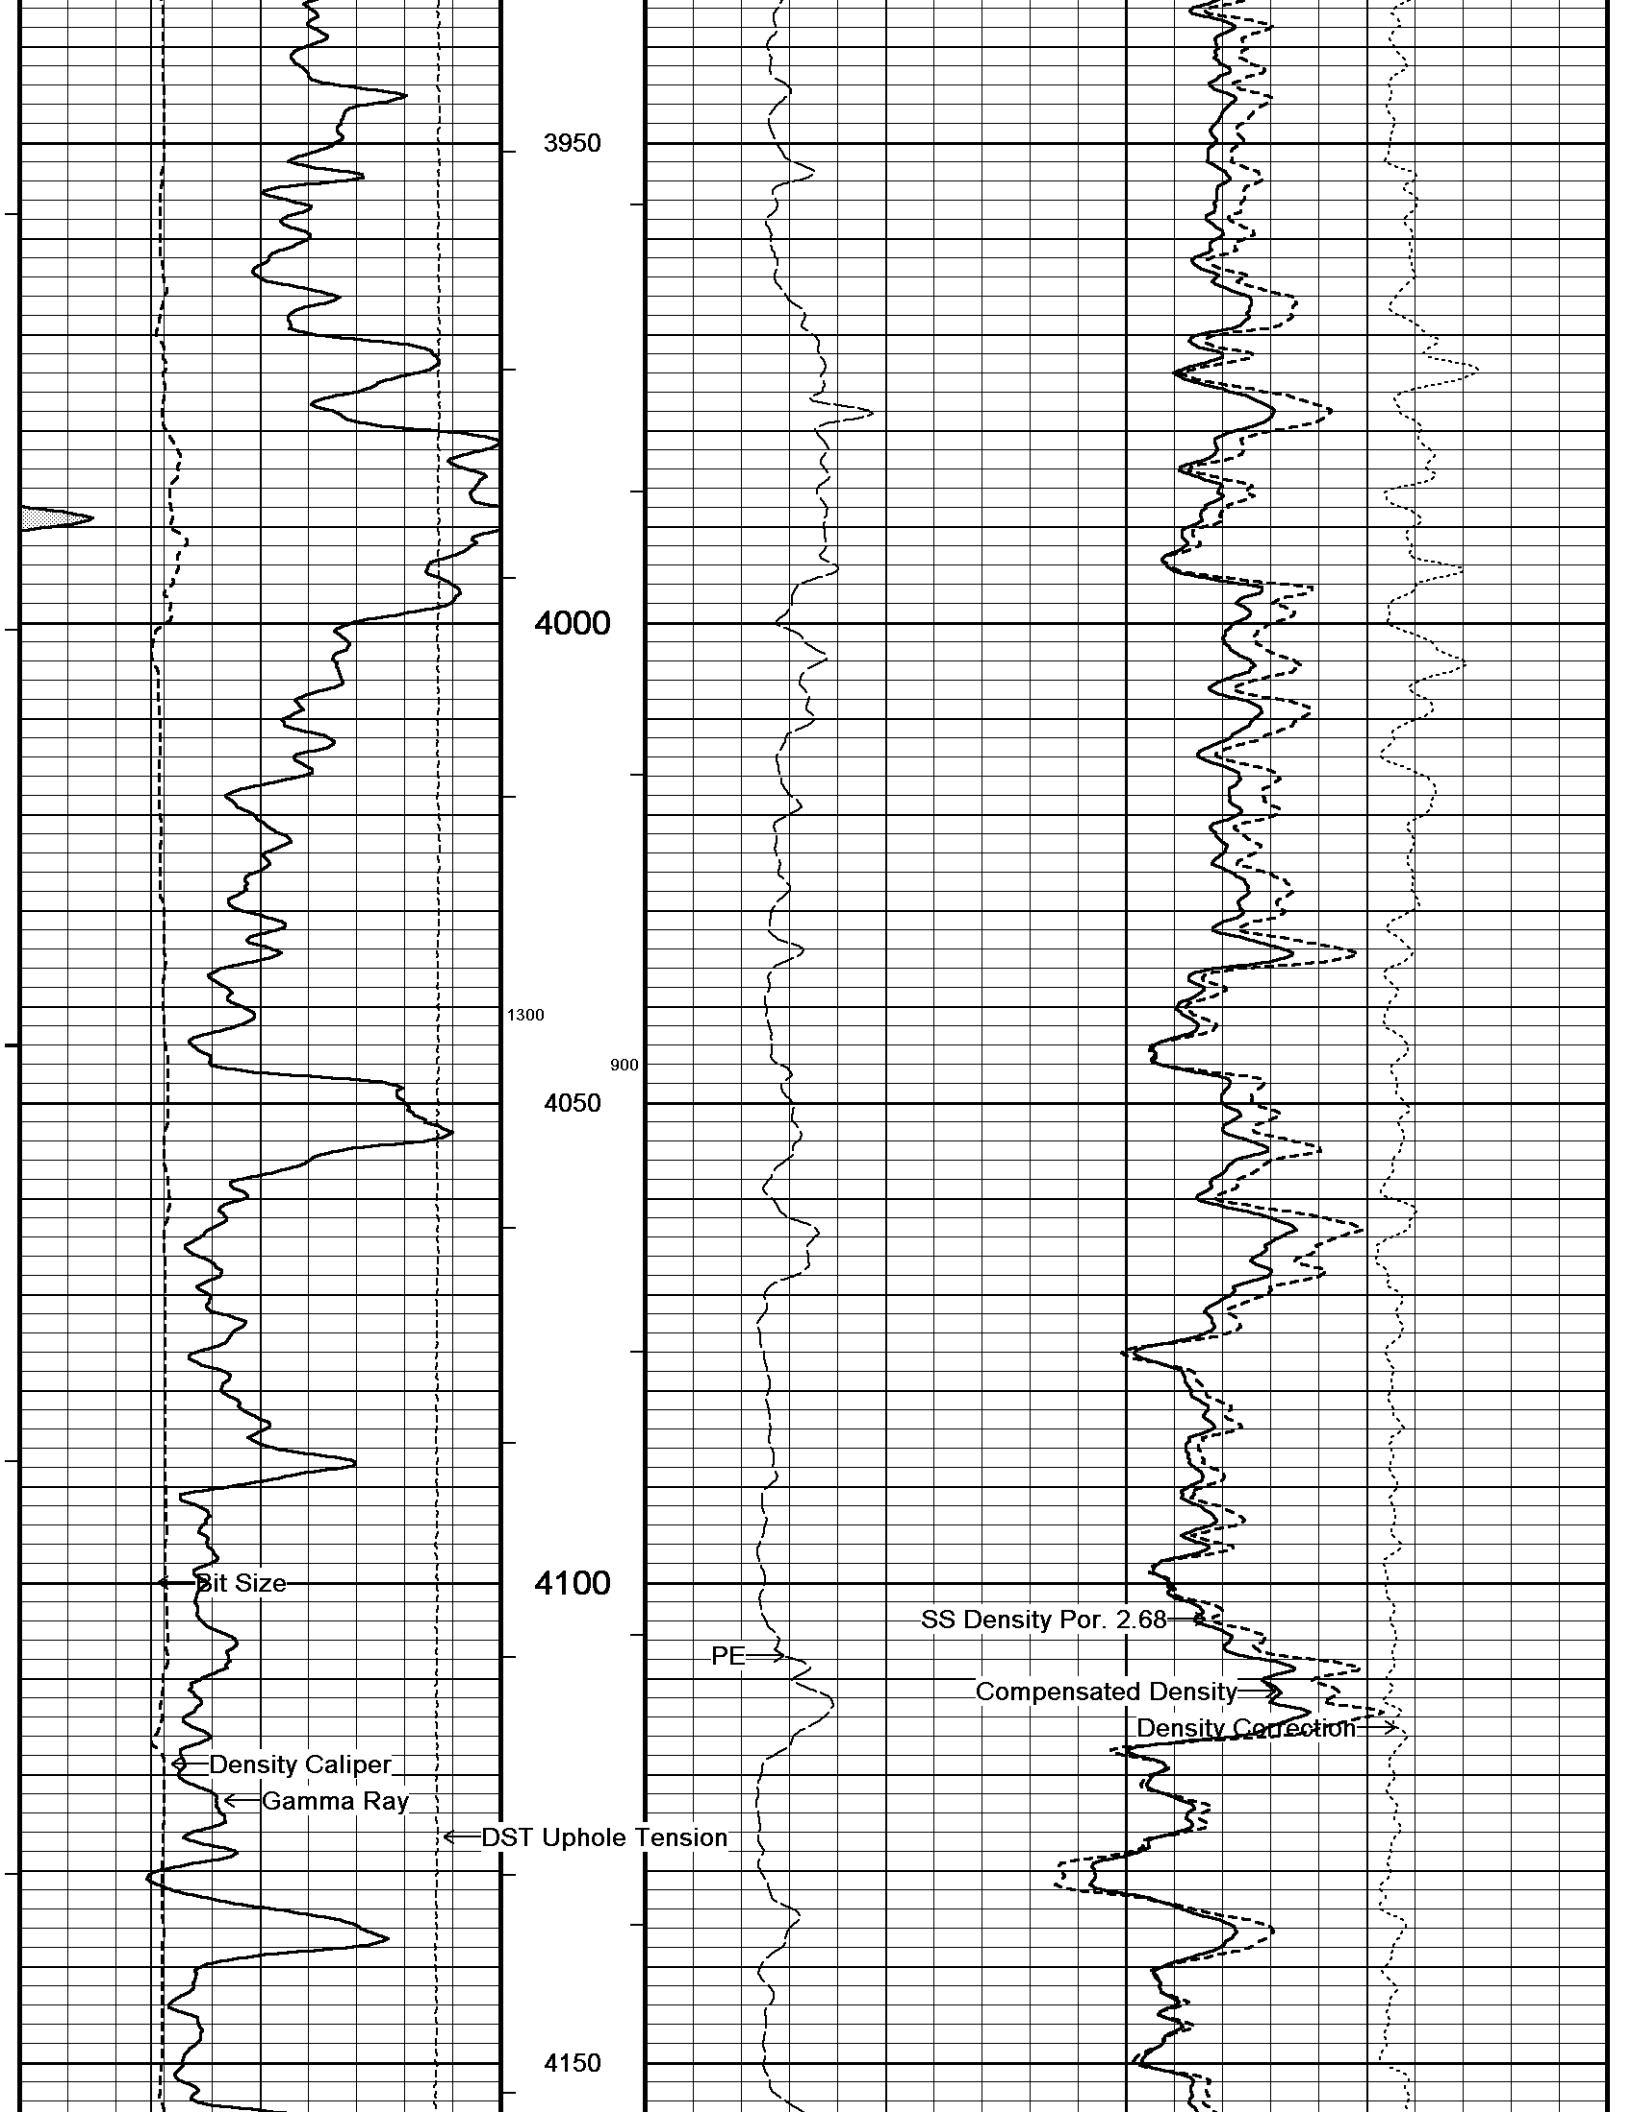 3950
4000
1300
900
4050
4100
Bit Size
SS Density Por. 2.68
PE
Compensated Density
Density Correction
Density Caliper
Gamma Ray
DST Uphole Tension
4150